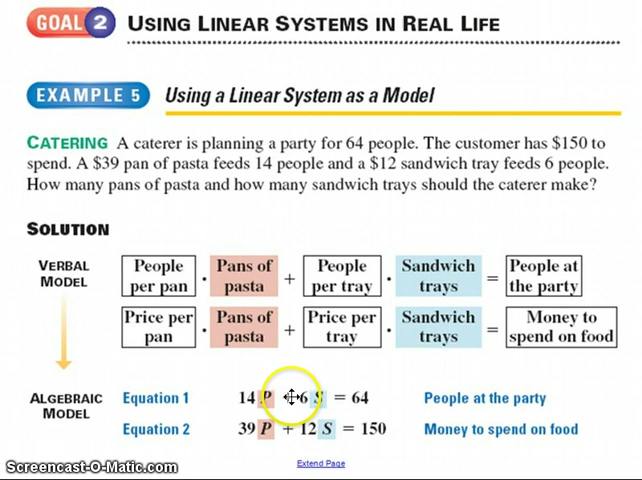 GOAL 2 USING LINEAR SYSTEMS IN REAL LIFE
EXAMPLE 5 Using a Linear System as a Model
CATERING A caterer is planning a party for 64 people. The customer has $150 to
spend. A $39 pan of pasta feeds 14 people and a $12 sandwich tray feeds 6 people.
How many pans of pasta and how many sandwich trays should the caterer make?
SOLUTION
VERBAL MODEL
People per pan · Pans of pasta + People per tray · Sandwich trays = People at the party
Price per pan · Pans of pasta + Price per tray · Sandwich trays = Money to spend on food
ALGEBRAIC MODEL
Equation 1 14 P + 6 S = 64 People at the party
Equation 2 39 P + 12 S = 150 Money to spend on food
Extend Page
Screencast-O-Matic.com